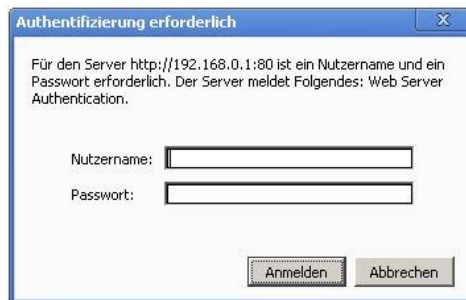 Authentifizierung erforderlich
Für den Server http://192.168.0.1:80 ist ein Nutzername und ein
Passwort erforderlich. Der Server meldet Folgendes: Web Server
Authentication.
Nutzername:
Passwort:
Anmelden Abbrechen